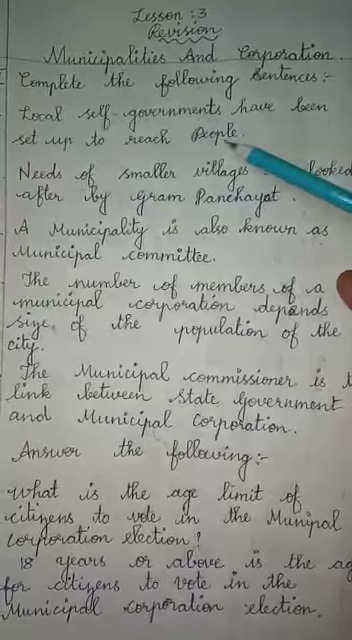 Lesson : 3
Revision
Municipalities And Corporation
Complete the following Sentences:-
Local self-governments have been
set up to reach People.
Needs of smaller villages looked
after by Gram Panchayat.
A Municipality is also known as
Municipal committee.
The number of members of a
municipal corporation depends
size of the population of the
city.
The Municipal commissioner is
link between State government
and Municipal Corporation.
Answer the following:-
What is the age limit of
citizens to vote in the Munipal
corporation election?
18 years or above is the
for citizens to vote in the
Municipal corporation election.